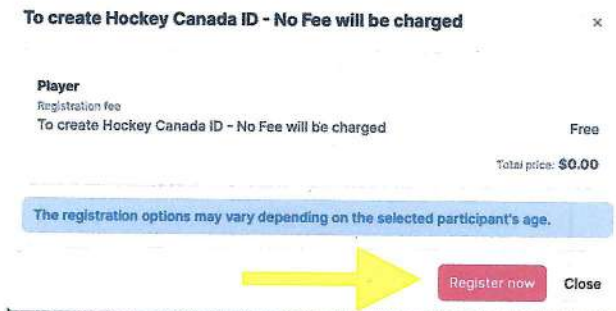 To create Hockey Canada ID - No Fee will be charged ×
Player
Registration fee
To create Hockey Canada ID - No Fee will be charged Free
Total price: $0.00
The registration options may vary depending on the selected participant's age.
Register now Close